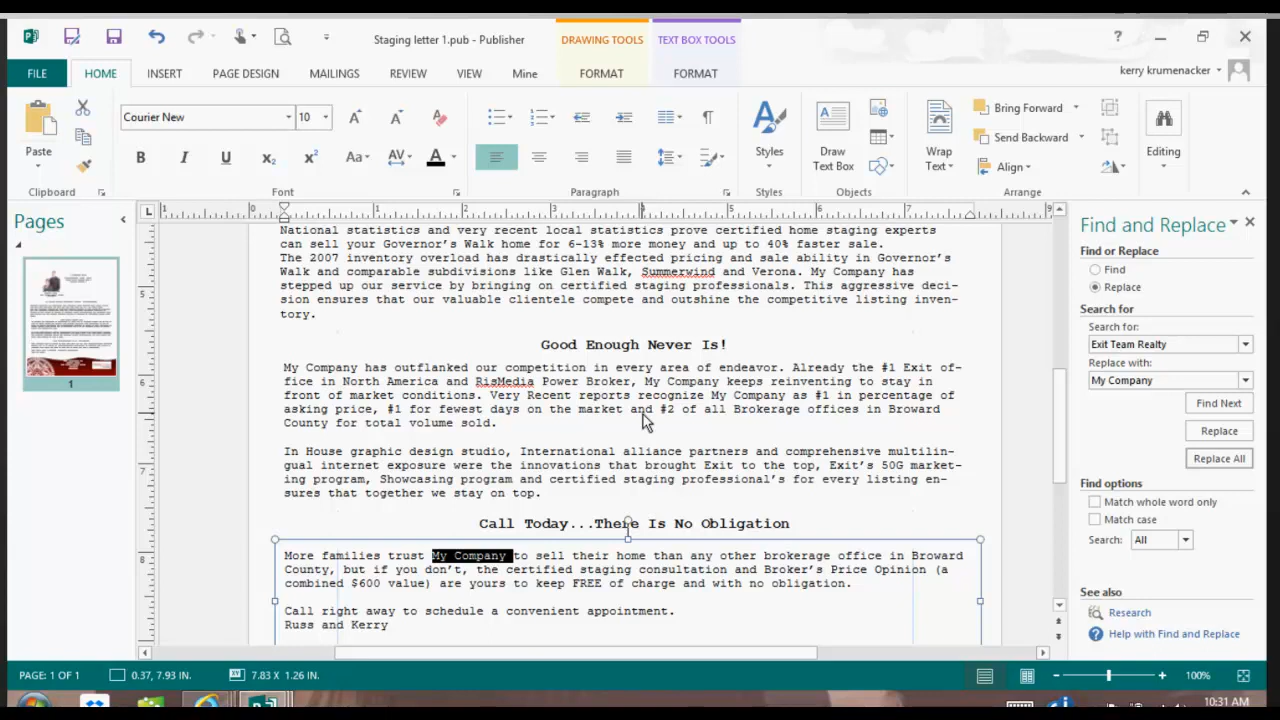 Staging letter 1.pub - Publisher
DRAWING TOOLS
TEXT BOX TOOLS
?
FILE
HOME
INSERT
PAGE DESIGN
MAILINGS
REVIEW
VIEW
Mine
FORMAT
FORMAT
kerry krumenacker
Paste
Clipboard
Courier New
10
B I U x₂ x² Aa AV A
Font
Paragraph
Styles
Styles
Draw
Text Box
Objects
Wrap
Text
Bring Forward
Send Backward
Align
Arrange
Editing
Pages
1
L
1 0 1 2 3 4 5 6 7 9
5
6
7
8
National statistics and very recent local statistics prove certified home staging experts
can sell your Governor's Walk home for 6-13% more money and up to 40% faster sale.
The 2007 inventory overload has drastically effected pricing and sale ability in Governor's
Walk and comparable subdivisions like Glen Walk, Summerwind and Verona. My Company has
stepped up our service by bringing on certified staging professionals. This aggressive deci-
sion ensures that our valuable clientele compete and outshine the competitive listing inven-
tory.
Good Enough Never Is!
My Company has outflanked our competition in every area of endeavor. Already the #1 Exit of-
fice in North America and RisMedia Power Broker, My Company keeps reinventing to stay in
front of market conditions. Very Recent reports recognize My Company as #1 in percentage of
asking price, #1 for fewest days on the market and #2 of all Brokerage offices in Broward
County for total volume sold.
In House graphic design studio, International alliance partners and comprehensive multilin-
gual internet exposure were the innovations that brought Exit to the top, Exit's 50G market-
ing program, Showcasing program and certified staging professional's for every listing en-
sures that together we stay on top.
Call Today...There Is No Obligation
More families trust My Company to sell their home than any other brokerage office in Broward
County, but if you don't, the certified staging consultation and Broker's Price Opinion (a
combined $600 value) are yours to keep FREE of charge and with no obligation.
Call right away to schedule a convenient appointment.
Russ and Kerry
Find and Replace
Find or Replace
Find
Replace
Search for
Search for:
Exit Team Realty
Replace with:
My Company
Find Next
Replace
Replace All
Find options
Match whole word only
Match case
Search:
All
See also
Research
Help with Find and Replace
PAGE: 1 OF 1
0.37, 7.93 IN.
7.83 X 1.26 IN.
100%
10:31 AM